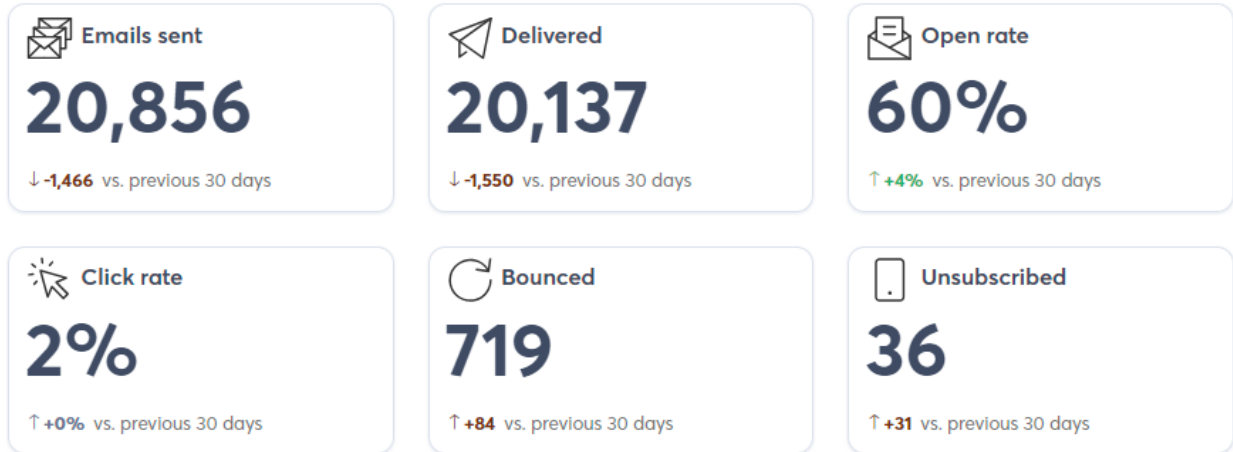 Emails sent
20,856
↓ -1,466 vs. previous 30 days
Delivered
20,137
↓ -1,550 vs. previous 30 days
Open rate
60%
↑ +4% vs. previous 30 days
Click rate
2%
↑ +0% vs. previous 30 days
Bounced
719
↑ +84 vs. previous 30 days
Unsubscribed
36
↑ +31 vs. previous 30 days